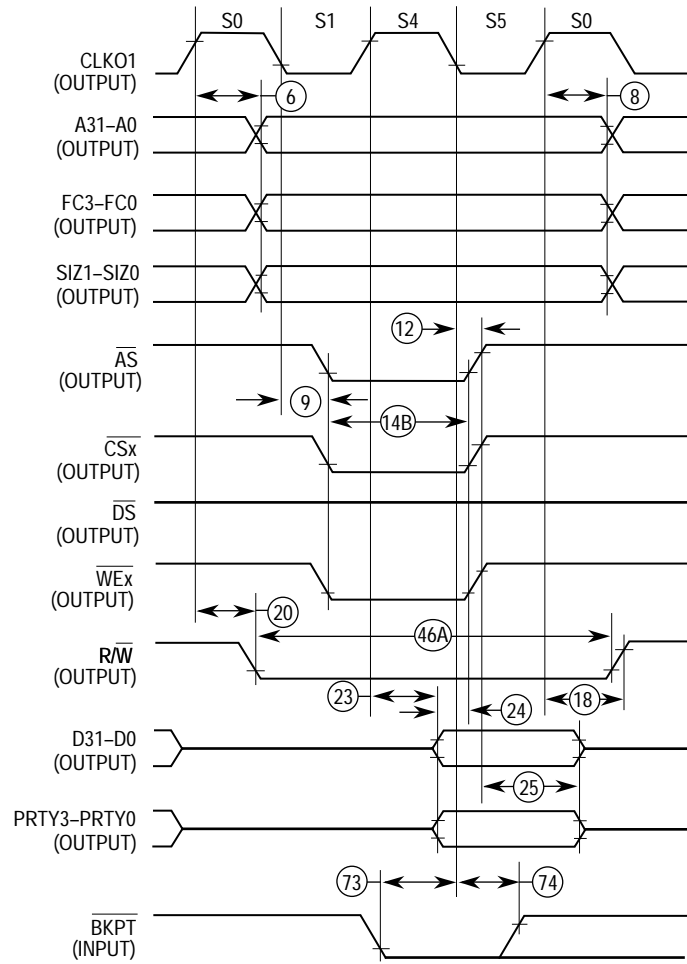 S0 S1 S4 S5 S0
CLKO1
(OUTPUT)
6
8
A31–A0
(OUTPUT)
FC3–FC0
(OUTPUT)
SIZ1–SIZ0
(OUTPUT)
12
AS
(OUTPUT)
9
14B
CSx
(OUTPUT)
DS
(OUTPUT)
WEx
(OUTPUT)
20
46A
R/W
(OUTPUT)
23
24
18
D31–D0
(OUTPUT)
25
PRTY3–PRTY0
(OUTPUT)
73
74
BKPT
(INPUT)